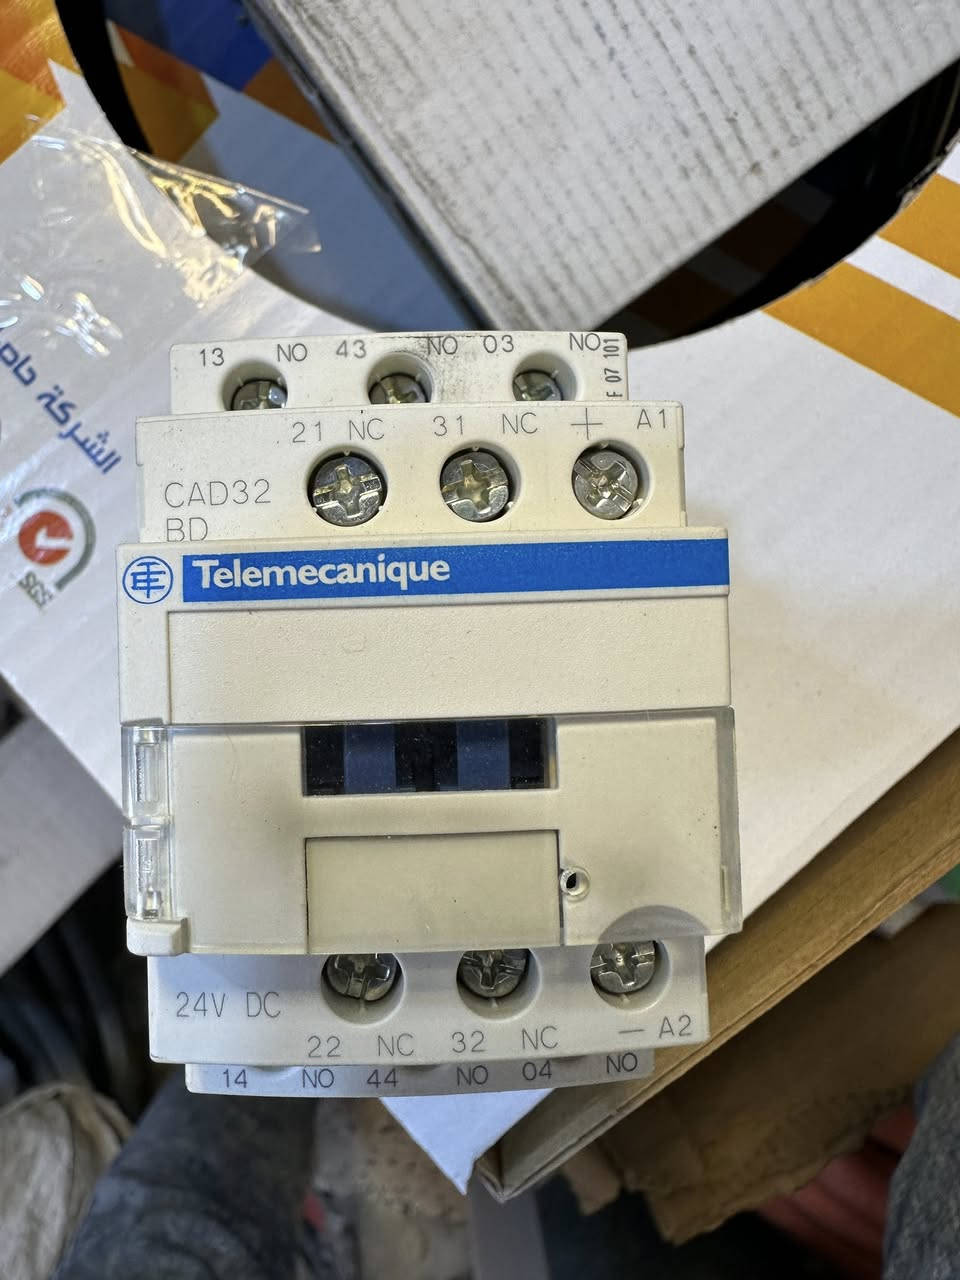 13 NO 43 NO 03 NO
F 07 101
21 NC 31 NC + A1
CAD32
BD
Telemecanique
24V DC
22 NC 32 NC — A2
14 NO 44 NO 04 NO
الشركة حاص
SGS